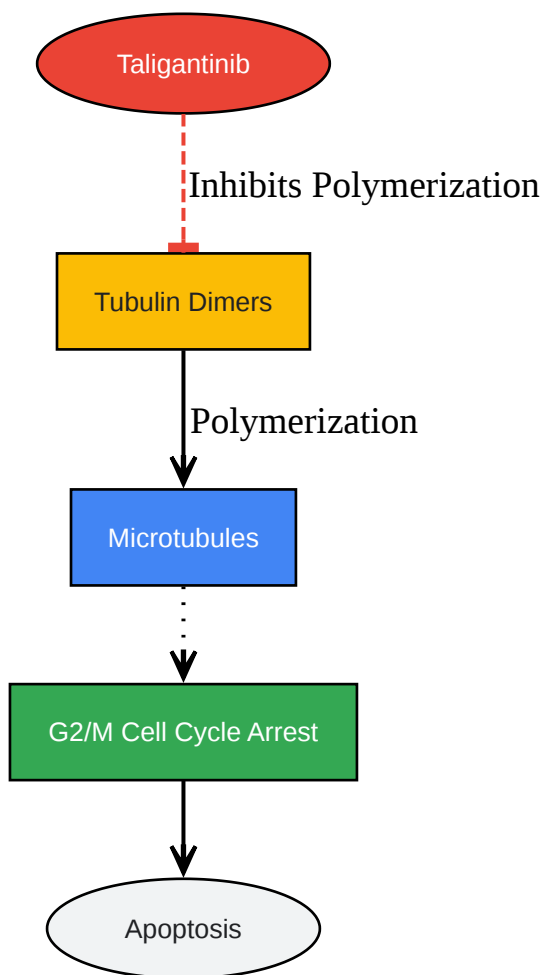 Taligantinib
Inhibits Polymerization
Tubulin Dimers
Polymerization
Microtubules
G2/M Cell Cycle Arrest
Apoptosis